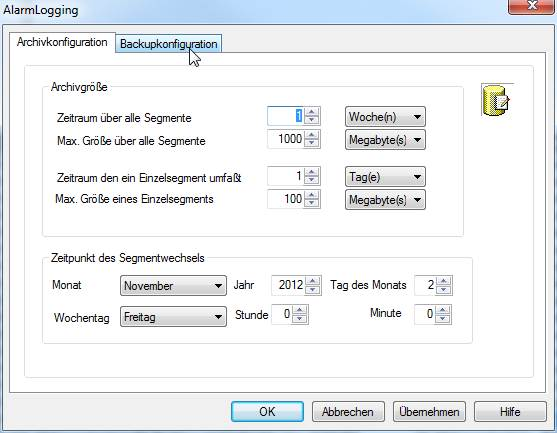 AlarmLogging
Archivkonfiguration Backupkonfiguration
Archivgröße
Zeitraum über alle Segmente 1 Woche(n)
Max. Größe über alle Segmente 1000 Megabyte(s)
Zeitraum den ein Einzelsegment umfaßt 1 Tag(e)
Max. Größe eines Einzelsegments 100 Megabyte(s)
Zeitpunkt des Segmentwechsels
Monat November Jahr 2012 Tag des Monats 2
Wochentag Freitag Stunde 0 Minute 0
OK Abbrechen Übernehmen Hilfe